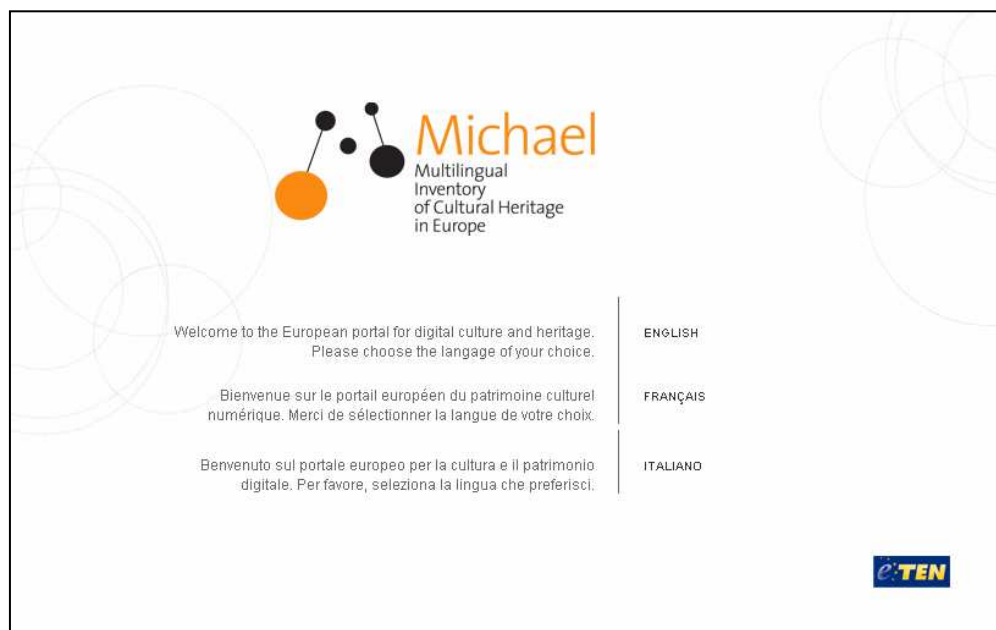 Michael
Multilingual
Inventory
of Cultural Heritage
in Europe
Welcome to the European portal for digital culture and heritage.
Please choose the langage of your choice.
ENGLISH
Bienvenue sur le portail européen du patrimoine culturel
numérique. Merci de sélectionner la langue de votre choix.
FRANÇAIS
Benvenuto sul portale europeo per la cultura e il patrimonio
digitale. Per favore, seleziona la lingua che preferisci.
ITALIANO
e·TEN